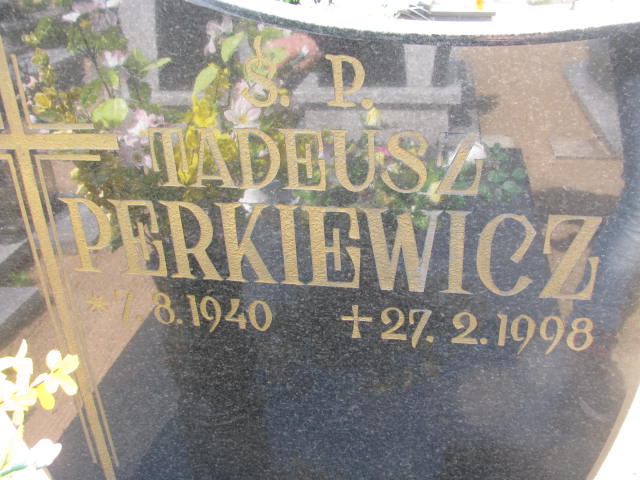 Ś. P.
TADEUSZ
PERKIEWICZ
*7.8.1940 +27.2.1998